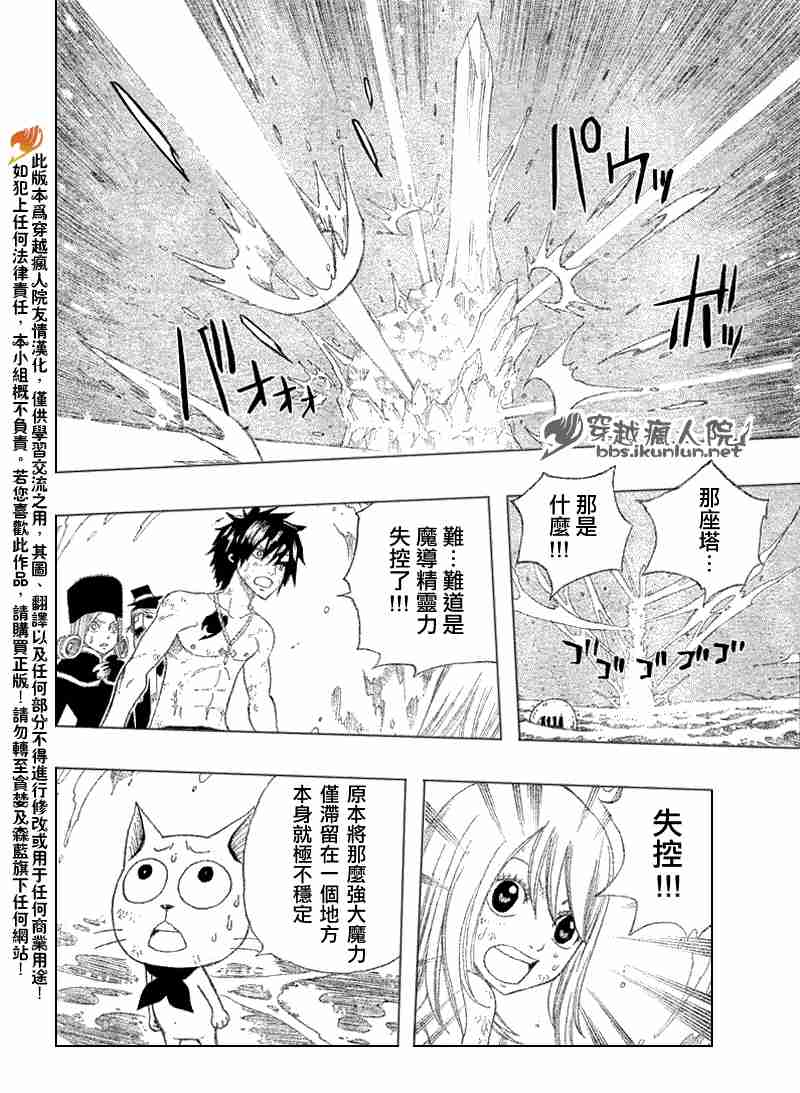 パウッ
ボッ
バオオオ
穿越瘋人院
bbs.ikunlun.net
那座塔…
那是
什麼!!!
ゴゴゴゴゴ
難…難道是
魔導精靈力
失控了!!!
失控!!!
原本將那麼強大魔力
僅滯留在一個地方
本身就極不穩定
此版本爲穿越瘋人院友情漢化，僅供學習交流之用，其圖、翻譯以及任何部分不得進行修改或用于任何商業用途！
如犯上任何法律責任，本小組概不負責。若您喜歡此作品，請購買正版！請勿轉至貪婪及森藍旗下任何網站！